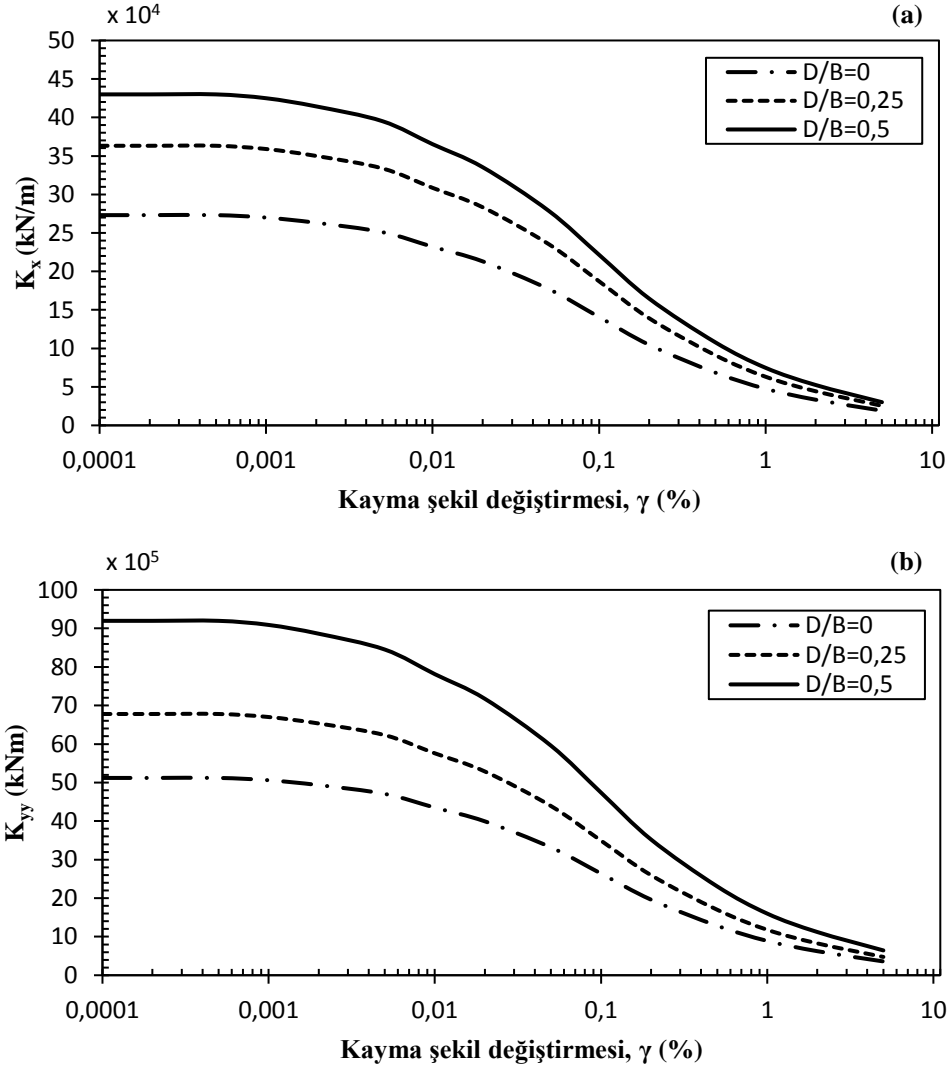 x 10⁴
(a)
50
45
40
35
30
25
20
15
10
5
0
Kₓ (kN/m)
D/B=0
D/B=0,25
D/B=0,5
0,0001
0,001
0,01
0,1
1
10
Kayma şekil değiştirmesi, γ (%)
x 10⁵
(b)
100
90
80
70
60
50
40
30
20
10
0
Kyy (kNm)
D/B=0
D/B=0,25
D/B=0,5
0,0001
0,001
0,01
0,1
1
10
Kayma şekil değiştirmesi, γ (%)